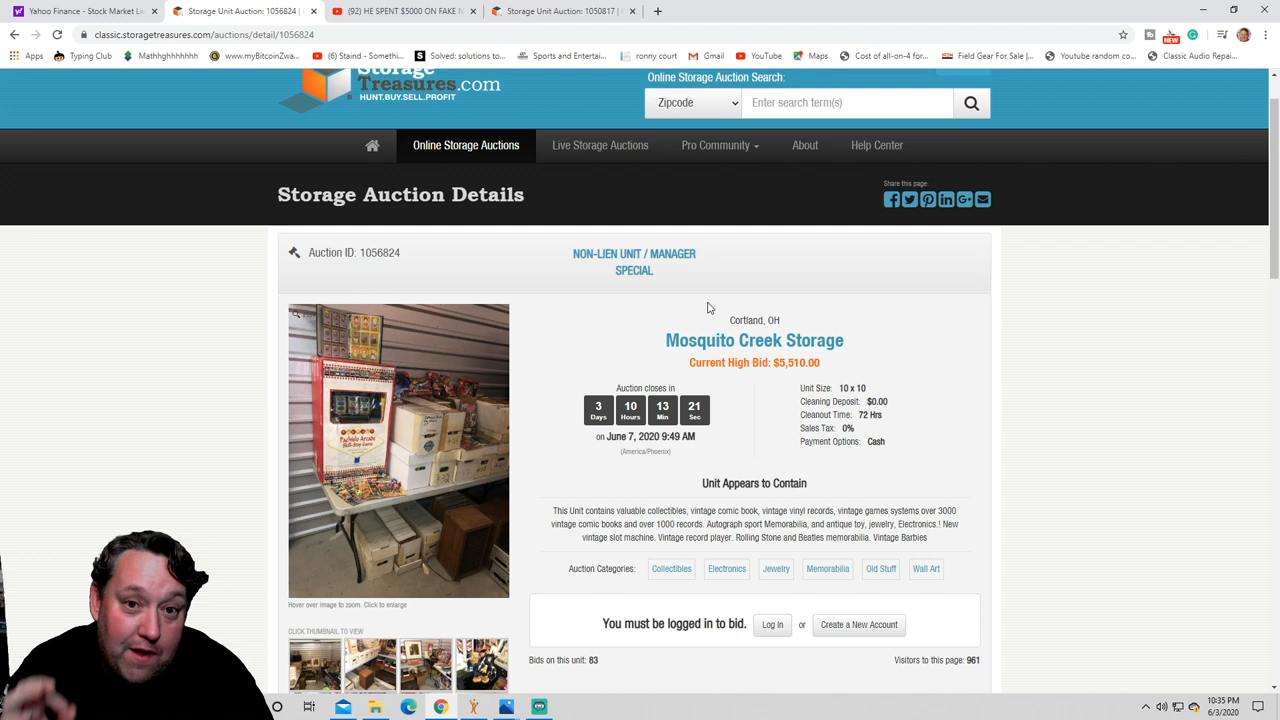 Yahoo Finance - Stock Market Liv
Storage Unit Auction: 1056824 |
(92) HE SPENT $5000 ON FAKE
Storage Unit Auction: 1050817 |
classic.storagetreasures.com/auctions/detail/1056824
NEW
Apps
Typing Club
Mathhghhhhhh
www.myBitcoinZwa...
(6) Staind - Somethi...
Solved: solutions to...
Sports and Entertai...
ronny court
Gmail
YouTube
Maps
Cost of all-on-4 for...
Field Gear For Sale |...
Youtube random co...
Classic Audio Repai...
Storage
Treasures.com
HUNT.BUY.SELL.PROFIT
Online Storage Auction Search:
Zipcode
Enter search term(s)
Online Storage Auctions
Live Storage Auctions
Pro Community
About
Help Center
Storage Auction Details
Share this page:
Auction ID: 1056824
NON-LIEN UNIT / MANAGER
SPECIAL
Cortland, OH
Mosquito Creek Storage
Current High Bid: $5,510.00
Auction closes in
3 10 13 21
Days Hours Min Sec
on June 7, 2020 9:49 AM
(America/Phoenix)
Unit Size: 10 x 10
Cleaning Deposit: $0.00
Cleanout Time: 72 Hrs
Sales Tax: 0%
Payment Options: Cash
Pachislo Arcade
Skill-Stop Game
Unit Appears to Contain
This Unit contains valuable collectibles, vintage comic book, vintage vinyl records, vintage games systems over 3000
vintage comic books and over 1000 records. Autograph sport Memorabilia, and antique toy, jewelry, Electronics.! New
vintage slot machine. Vintage record player. Rolling Stone and Beatles memorabilia. Vintage Barbies
Auction Categories:
Collectibles
Electronics
Jewelry
Memorabilia
Old Stuff
Wall Art
Hover over image to zoom. Click to enlarge
CLICK THUMBNAIL TO VIEW
You must be logged in to bid.
Log In
or
Create a New Account
Bids on this unit: 83
Visitors to this page: 961
10:35 PM
6/3/2020